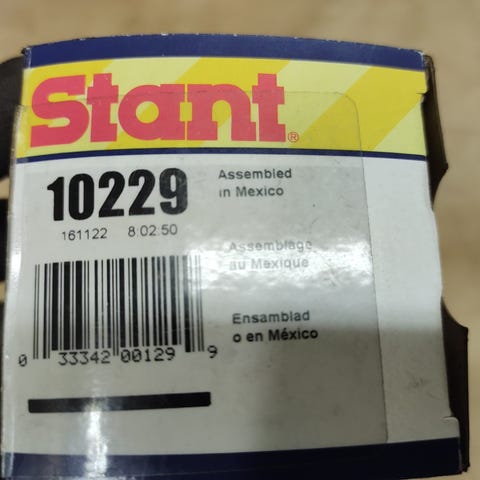 Stant®
10229
161122 8:02:50
Assembled
in Mexico
Assemblage
au Mexique
Ensamblad
o en México
0 33342 00129 9